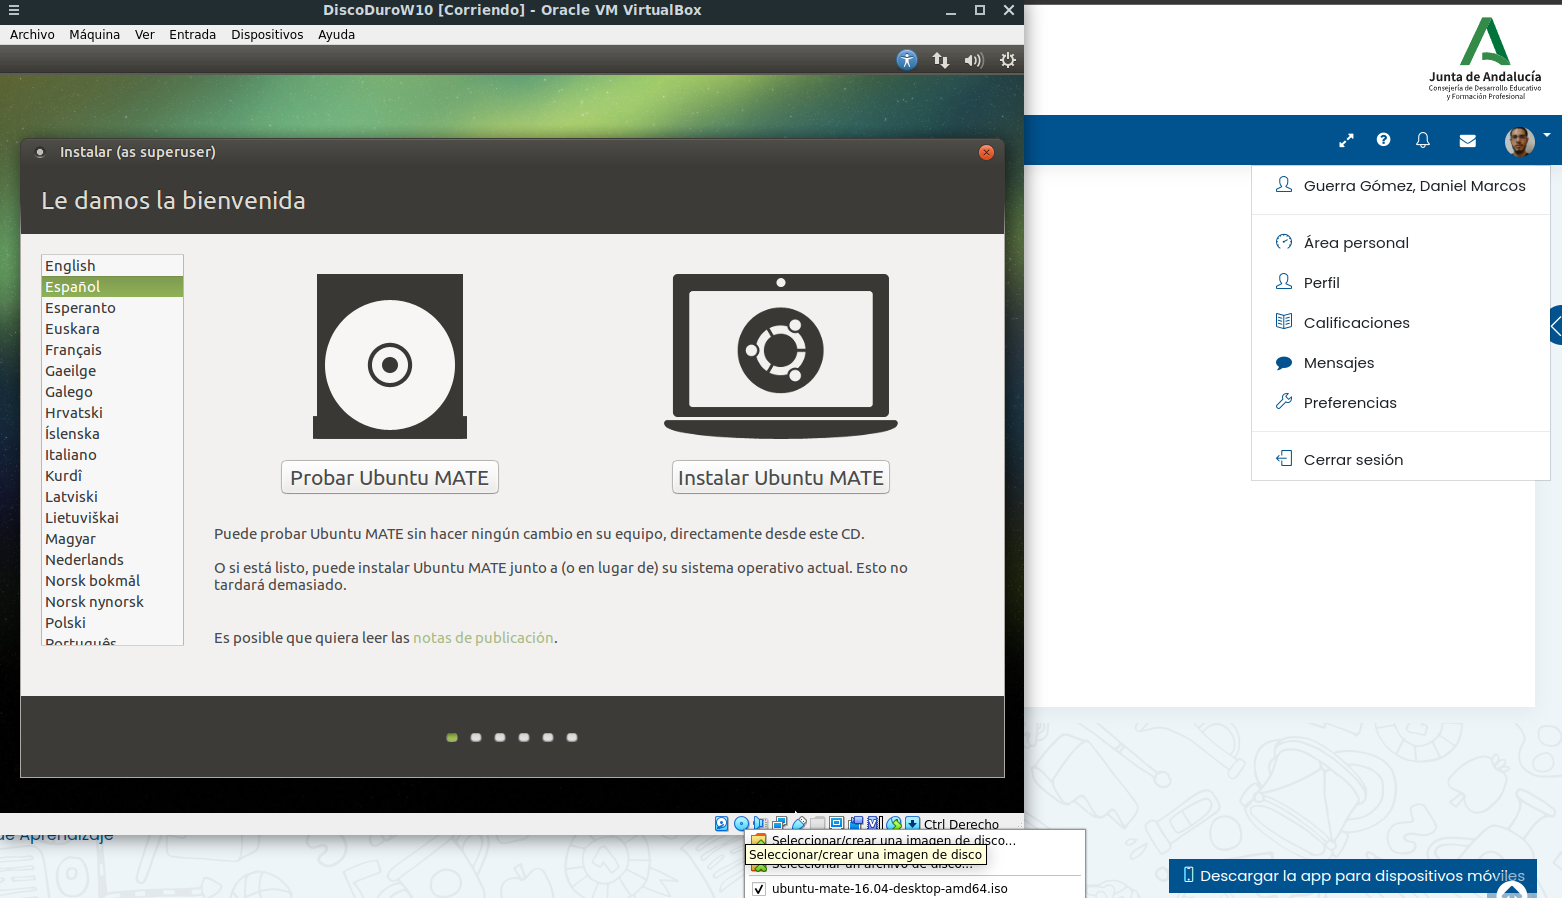 DiscoDuroW10 [Corriendo] - Oracle VM VirtualBox
Archivo Máquina Ver Entrada Dispositivos Ayuda
Instalar (as superuser)
Le damos la bienvenida
English
Español
Esperanto
Euskara
Français
Gaeilge
Galego
Hrvatski
Íslenska
Italiano
Kurdî
Latviski
Lietuviškai
Magyar
Nederlands
Norsk bokmål
Norsk nynorsk
Polski
Português
Probar Ubuntu MATE
Instalar Ubuntu MATE
Puede probar Ubuntu MATE sin hacer ningún cambio en su equipo, directamente desde este CD.
O si está listo, puede instalar Ubuntu MATE junto a (o en lugar de) su sistema operativo actual. Esto no
tardará demasiado.
Es posible que quiera leer las notas de publicación.
Ctrl Derecho
Seleccionar/crear una imagen de disco...
Seleccionar/crear una imagen de disco
Seleccionar un archivo de disco...
ubuntu-mate-16.04-desktop-amd64.iso
de Aprendizaje
Junta de Andalucía
Consejería de Desarrollo Educativo
y Formación Profesional
Guerra Gómez, Daniel Marcos
Área personal
Perfil
Calificaciones
Mensajes
Preferencias
Cerrar sesión
Descargar la app para dispositivos móviles